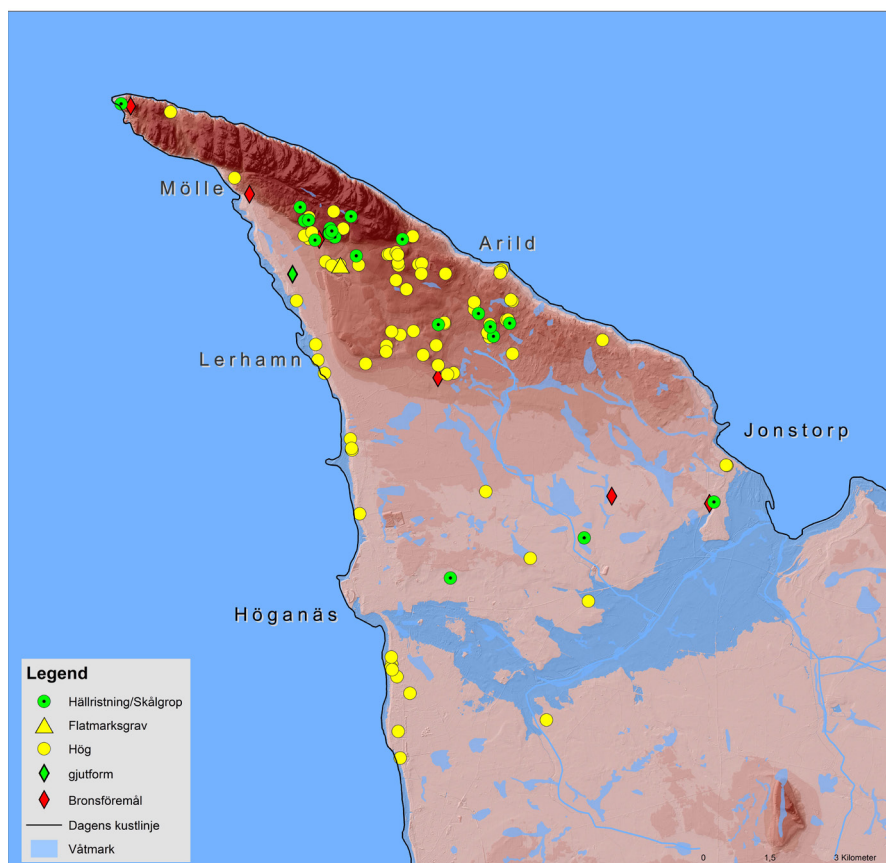 Mölle
Arild
Lerhamn
Jonstorp
Höganäs
Legend
Hällristning/Skålgrop
Flatmarksgrav
Hög
gjutform
Bronsföremål
Dagens kustlinje
Våtmark
0 1,5 3 Kilometer